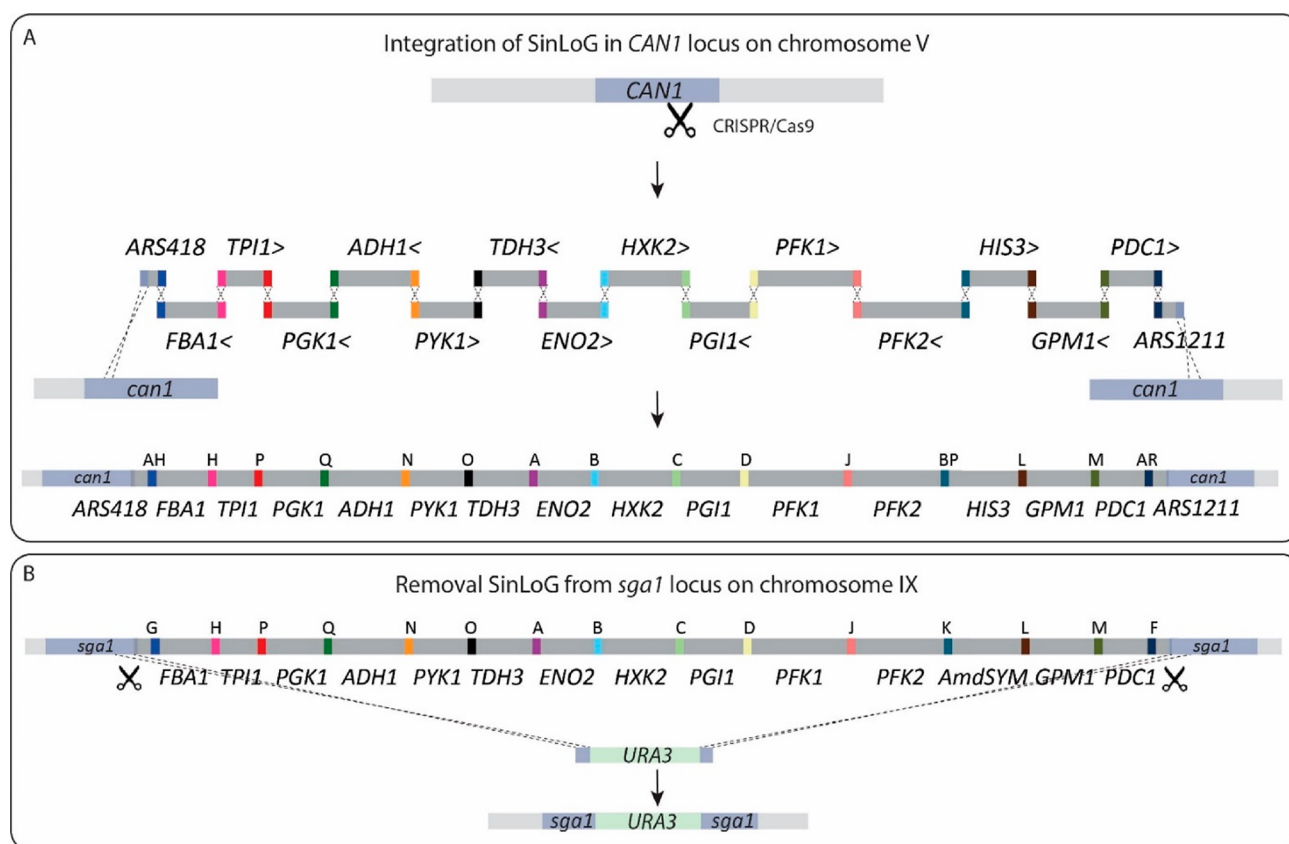 A
Integration of SinLoG in CAN1 locus on chromosome V
CAN1
CRISPR/Cas9
ARS418 TPI1> ADH1< TDH3< HXK2> PFK1> HIS3> PDC1>
FBA1< PGK1< PYK1> ENO2> PGI1< PFK2< GPM1< ARS1211
can1 can1
AH H P Q N O A B C D J BP L M AR
can1 can1
ARS418 FBA1 TPI1 PGK1 ADH1 PYK1 TDH3 ENO2 HXK2 PGI1 PFK1 PFK2 HIS3 GPM1 PDC1 ARS1211
B
Removal SinLoG from sga1 locus on chromosome IX
G H P Q N O A B C D J K L M F
sga1 sga1
FBA1 TPI1 PGK1 ADH1 PYK1 TDH3 ENO2 HXK2 PGI1 PFK1 PFK2 AmdSYM GPM1 PDC1
URA3
sga1 URA3 sga1